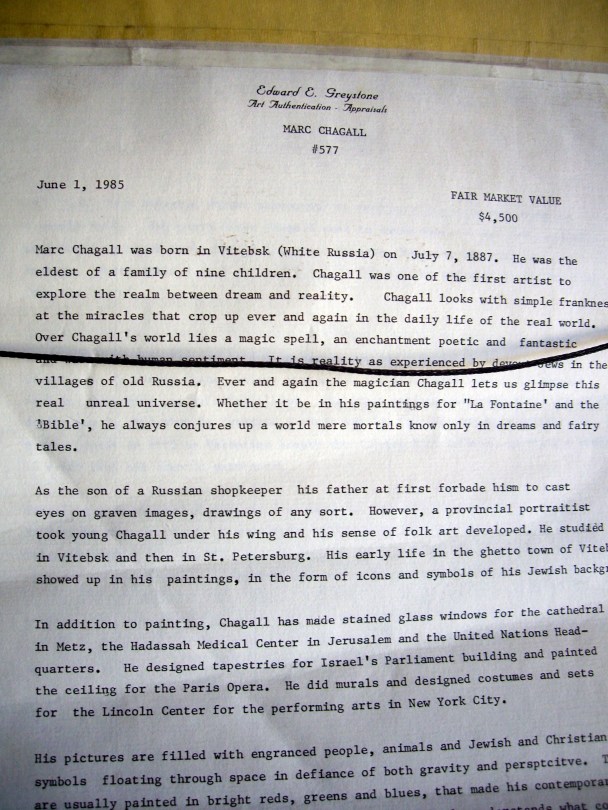 Edward E. Greystone
Art Authentication - Appraisals
MARC CHAGALL
#577
June 1, 1985
FAIR MARKET VALUE
$4,500
Marc Chagall was born in Vitebsk (White Russia) on July 7, 1887. He was the
eldest of a family of nine children. Chagall was one of the first artist to
explore the realm between dream and reality. Chagall looks with simple franknes
at the miracles that crop up ever and again in the daily life of the real world.
Over Chagall's world lies a magic spell, an enchantment poetic and fantastic
and with human sentiment. It is reality as experienced by in the
villages of old Russia. Ever and again the magician Chagall lets us glimpse this
real unreal universe. Whether it be in his paintings for "La Fontaine' and the
'Bible', he always conjures up a world mere mortals know only in dreams and fairy
tales.
As the son of a Russian shopkeeper his father at first forbade hism to cast
eyes on graven images, drawings of any sort. However, a provincial portraitist
took young Chagall under his wing and his sense of folk art developed. He studied
in Vitebsk and then in St. Petersburg. His early life in the ghetto town of Viteb
showed up in his paintings, in the form of icons and symbols of his Jewish backgr
In addition to painting, Chagall has made stained glass windows for the cathedral
in Metz, the Hadassah Medical Center in Jerusalem and the United Nations Head-
quarters. He designed tapestries for Israel's Parliament building and painted
the ceiling for the Paris Opera. He did murals and designed costumes and sets
for the Lincoln Center for the performing arts in New York City.
His pictures are filled with engranced people, animals and Jewish and Christian
symbols floating through space in defiance of both gravity and persptcitve.
are usually painted in bright reds, greens and blues, that made his contempora